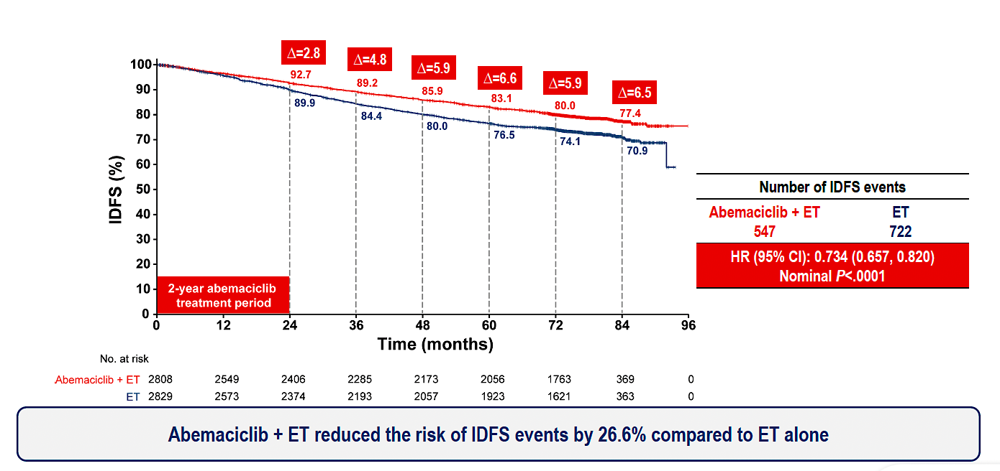 Δ=2.8
Δ=4.8
Δ=5.9
Δ=6.6
Δ=5.9
Δ=6.5
92.7
89.2
85.9
83.1
80.0
77.4
89.9
84.4
80.0
76.5
74.1
70.9
IDFS (%)
100
90
80
70
60
50
40
30
20
10
0
2-year abemaciclib
treatment period
0 12 24 36 48 60 72 84 96
Time (months)
Number of IDFS events
Abemaciclib + ET ET
547 722
HR (95% CI): 0.734 (0.657, 0.820)
Nominal P<.0001
No. at risk
Abemaciclib + ET 2808 2549 2406 2285 2173 2056 1763 369 0
ET 2829 2573 2374 2193 2057 1923 1621 363 0
Abemaciclib + ET reduced the risk of IDFS events by 26.6% compared to ET alone